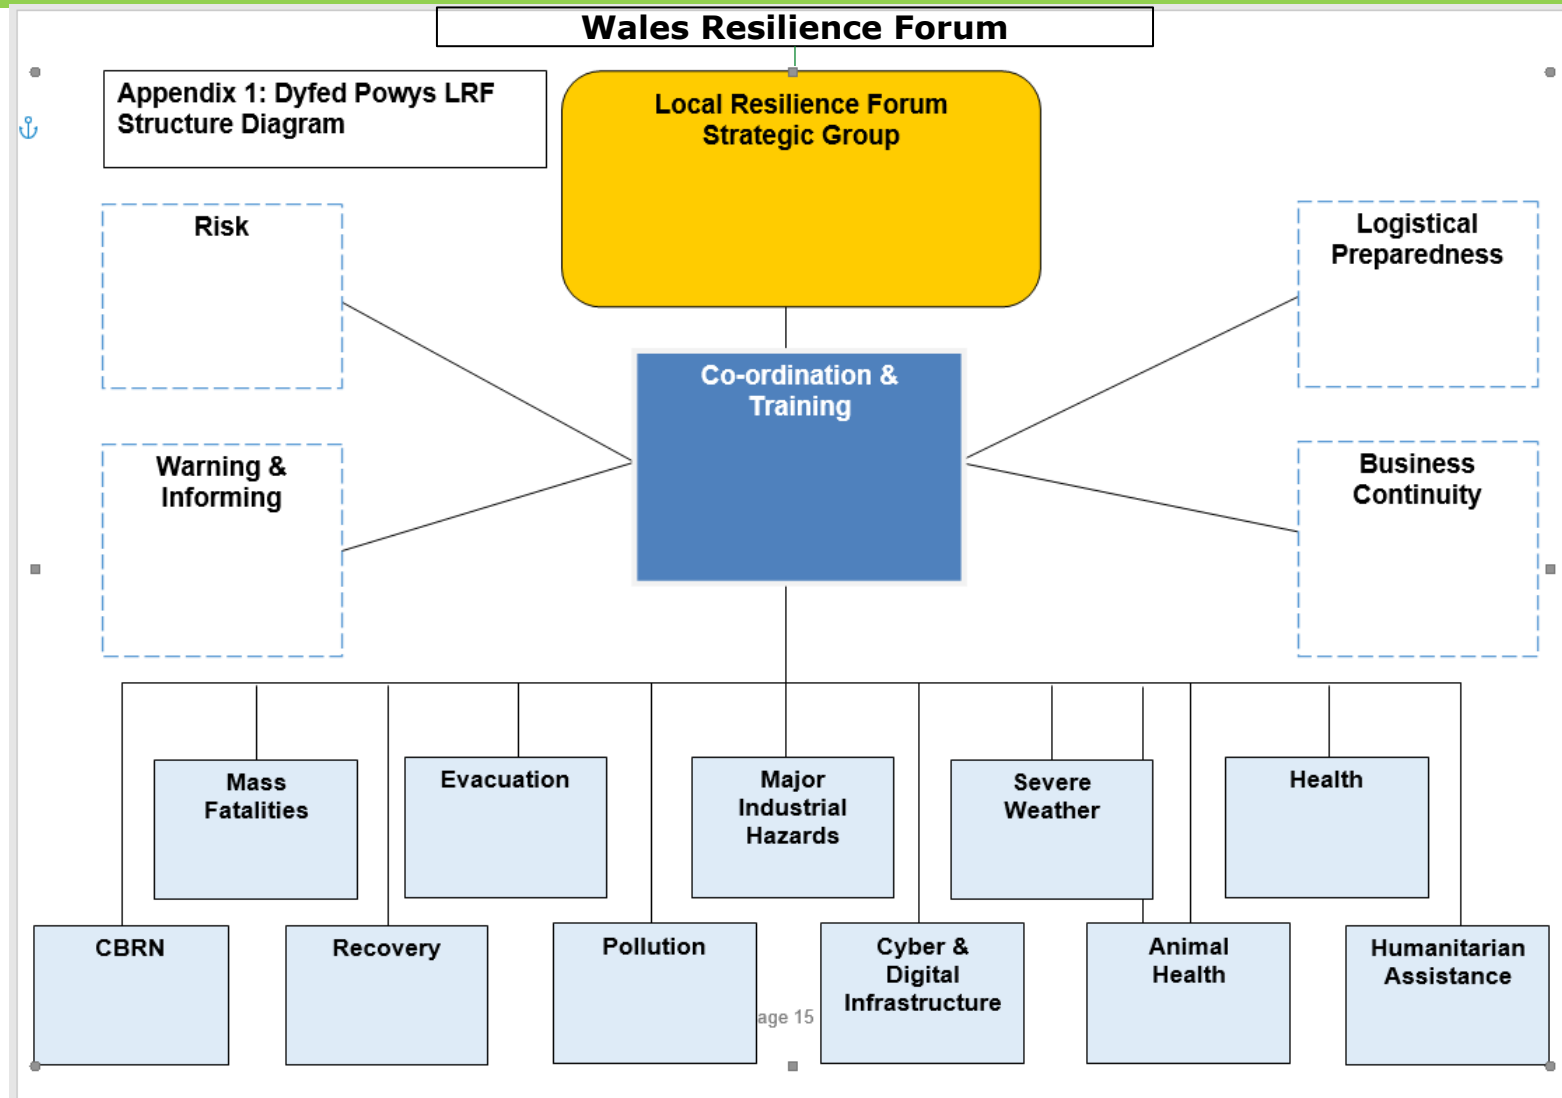 Wales Resilience Forum
Appendix 1: Dyfed Powys LRF
Structure Diagram
Local Resilience Forum
Strategic Group
Risk
Logistical
Preparedness
Co-ordination &
Training
Warning &
Informing
Business
Continuity
Mass
Fatalities
Evacuation
Major
Industrial
Hazards
Severe
Weather
Health
CBRN
Recovery
Pollution
Cyber &
Digital
Infrastructure
Animal
Health
Humanitarian
Assistance
age 15